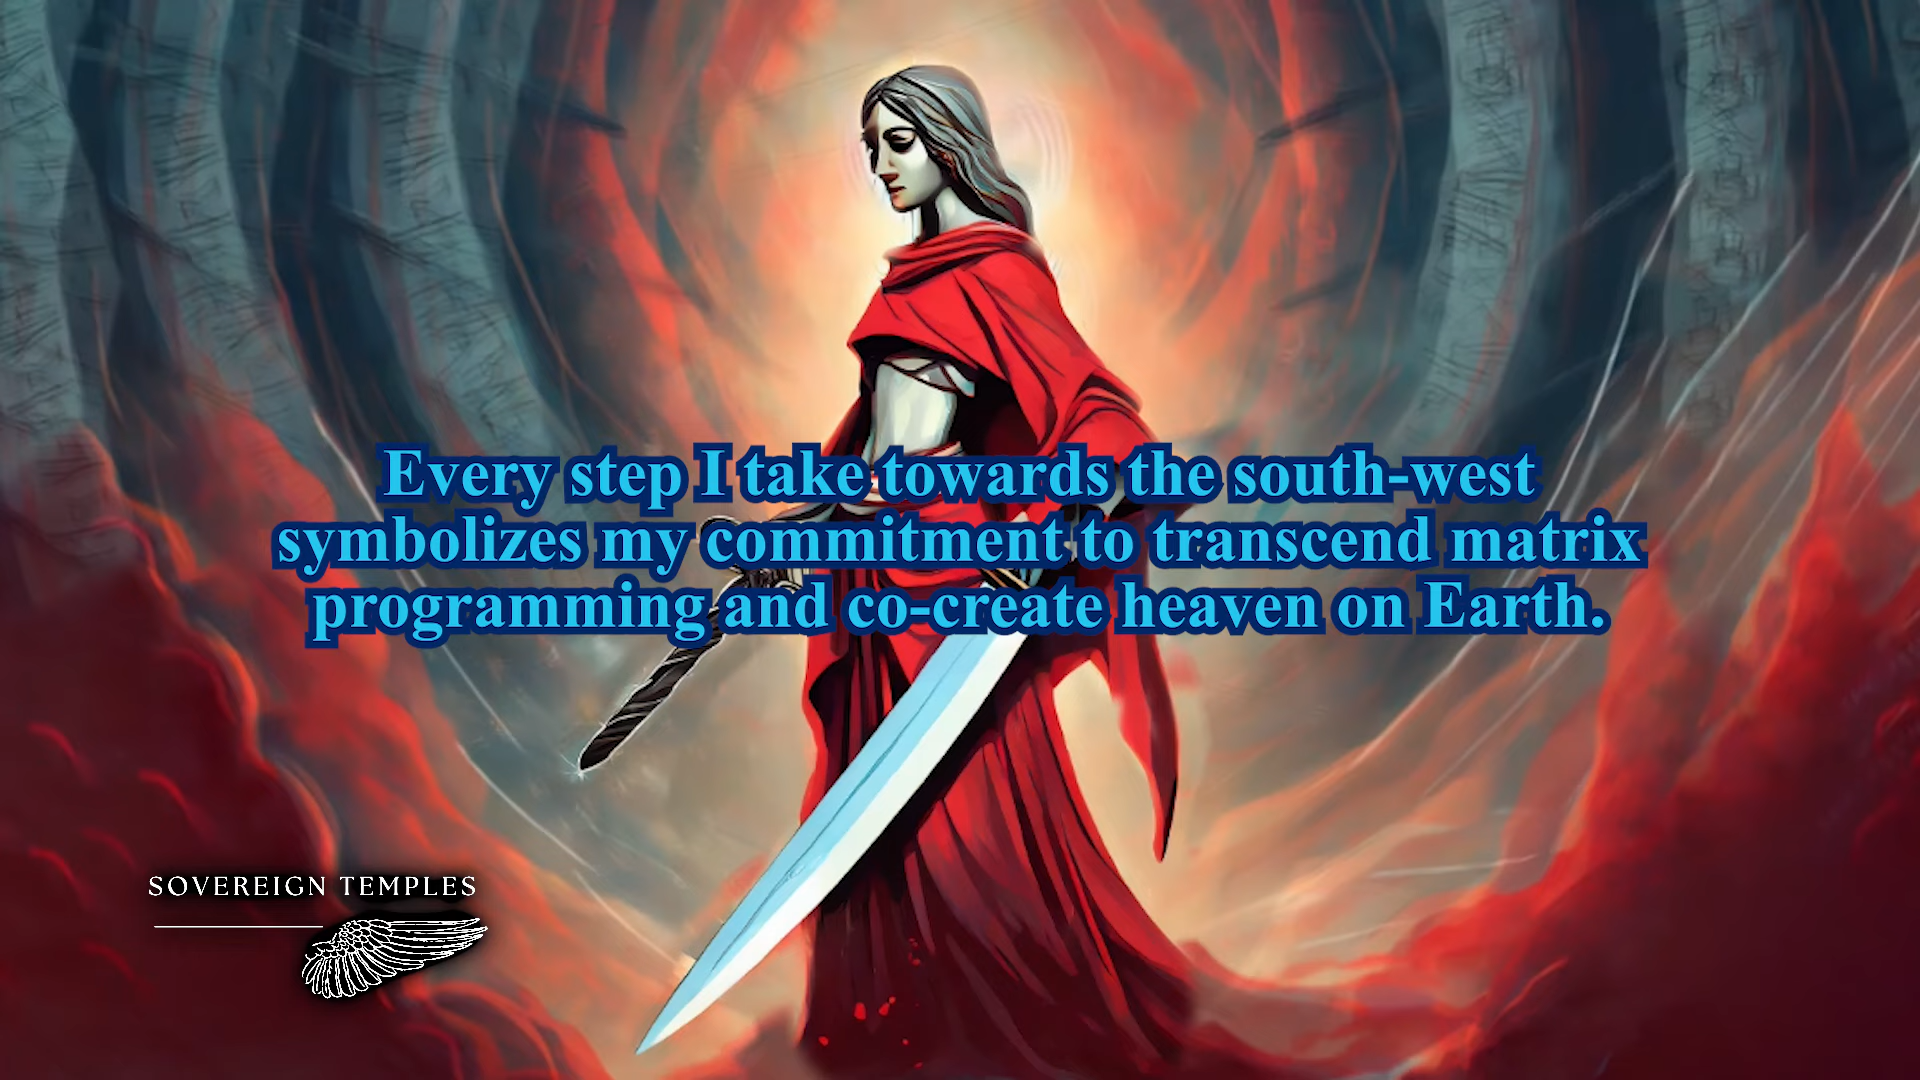 Every step I take towards the south-west
symbolizes my commitment to transcend matrix
programming and co-create heaven on Earth.
SOVEREIGN TEMPLES